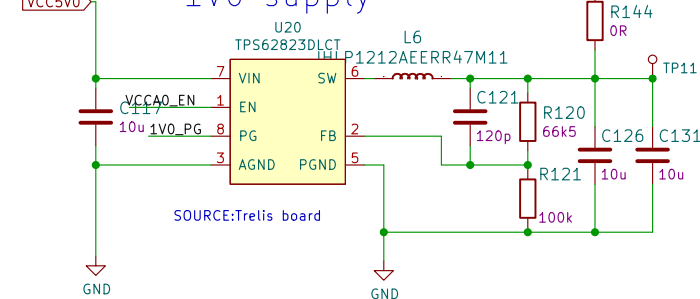 VCC5V0
1V0 supply
R144
0R
U20
TPS62823DLCT
L6
IHLP1212AEERR47M11
TP11
7
VIN
SW
6
VCCA0_EN
C117
10u
1
EN
C121
120p
R120
66k5
1V0_PG
8
PG
FB
2
C126
10u
C131
10u
3
AGND
PGND
5
R121
100k
SOURCE:Trelis board
GND
GND